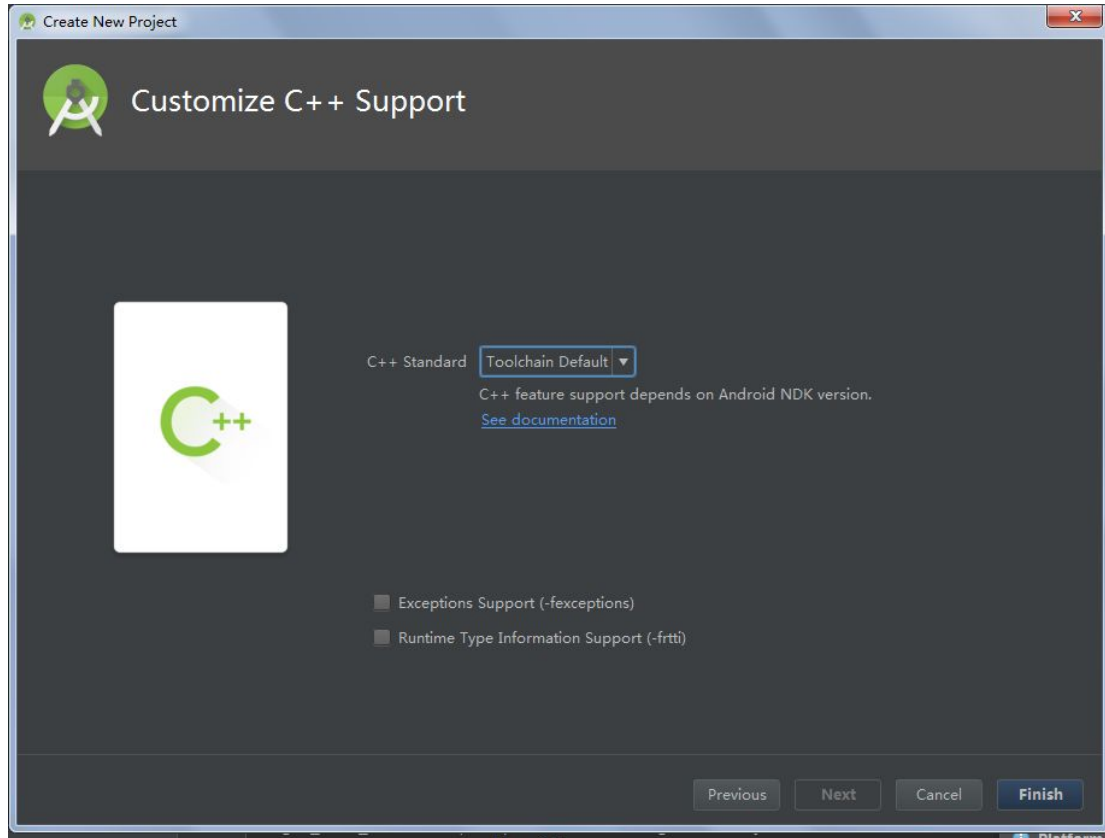 Create New Project
Customize C++ Support
C++
C++ Standard Toolchain Default
C++ feature support depends on Android NDK version.
See documentation
Exceptions Support (-fexceptions)
Runtime Type Information Support (-frtti)
Previous Next Cancel Finish